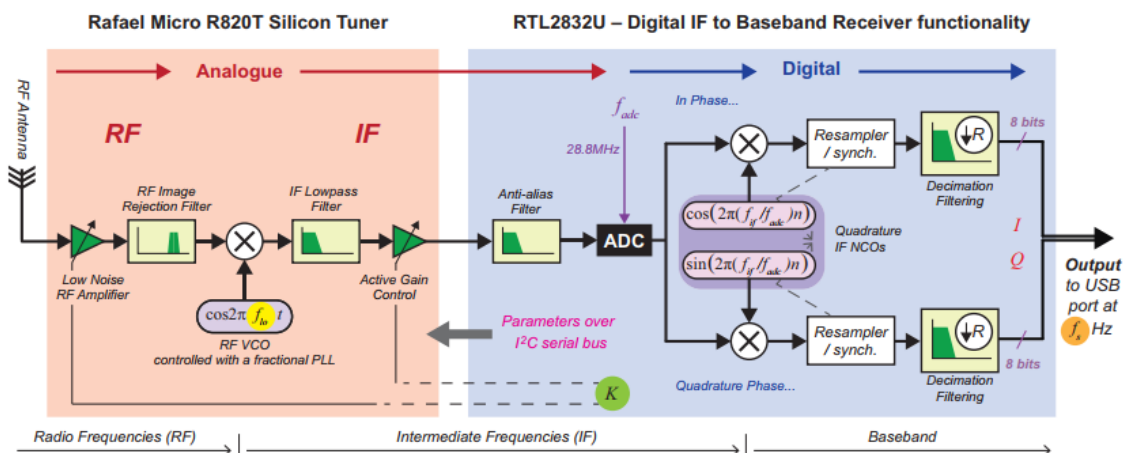 Rafael Micro R820T Silicon Tuner
RTL2832U – Digital IF to Baseband Receiver functionality
Analogue
Digital
RF Antenna
RF
IF
f_adc
28.8MHz
In Phase...
8 bits
RF Image
Rejection Filter
IF Lowpass
Filter
Anti-alias
Filter
ADC
Resampler
/ synch.
↓R
Decimation
Filtering
cos(2π(f_if/f_adc)n)
sin(2π(f_if/f_adc)n)
Quadrature
IF NCOs
I
Q
Output
to USB
port at
f_s Hz
Low Noise
RF Amplifier
cos2π f_lo t
RF VCO
controlled with a fractional PLL
Active Gain
Control
Parameters over
I²C serial bus
K
Quadrature Phase...
Resampler
/ synch.
↓R
Decimation
Filtering
8 bits
Radio Frequencies (RF)
Intermediate Frequencies (IF)
Baseband